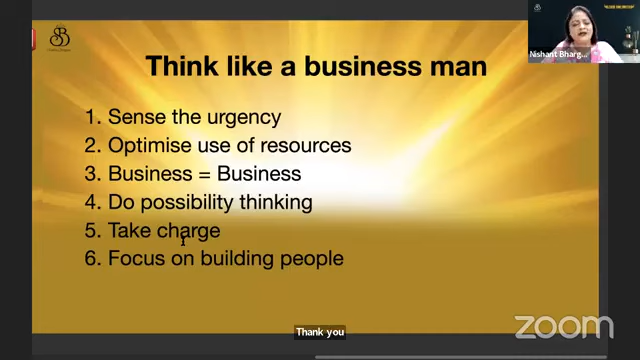 SB
Think like a business man
1. Sense the urgency
2. Optimise use of resources
3. Business = Business
4. Do possibility thinking
5. Take charge
6. Focus on building people
Nishant Bharg...
Thank you
zoom